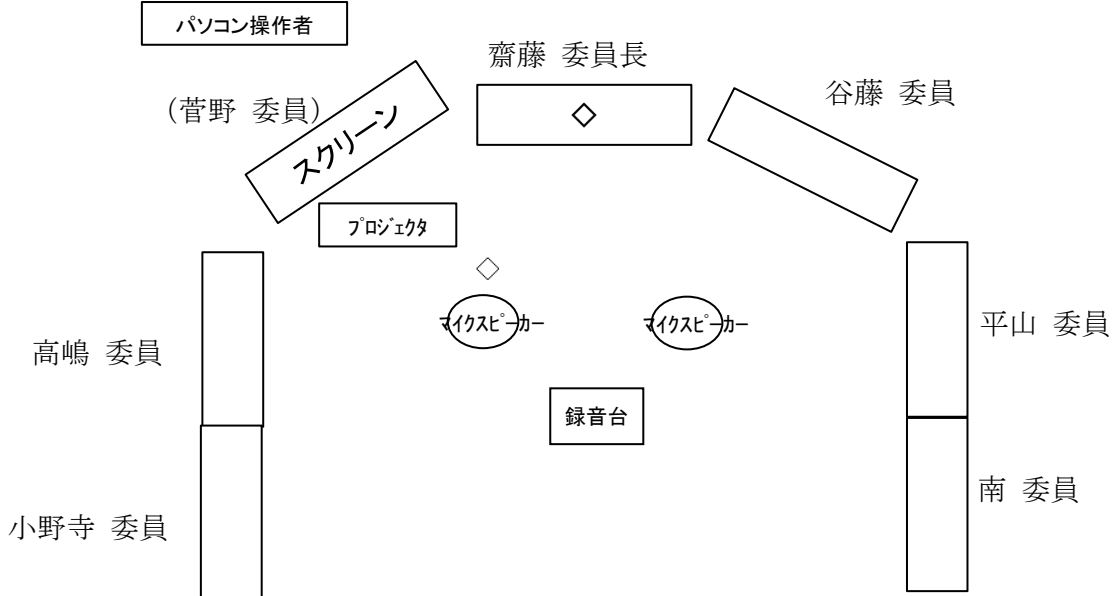 パソコン操作者
齋藤 委員長
谷藤 委員
(菅野 委員)
スクリーン
◇
プロジェクタ
◇
マイクスピーカー
マイクスピーカー
平山 委員
高嶋 委員
録音台
南 委員
小野寺 委員